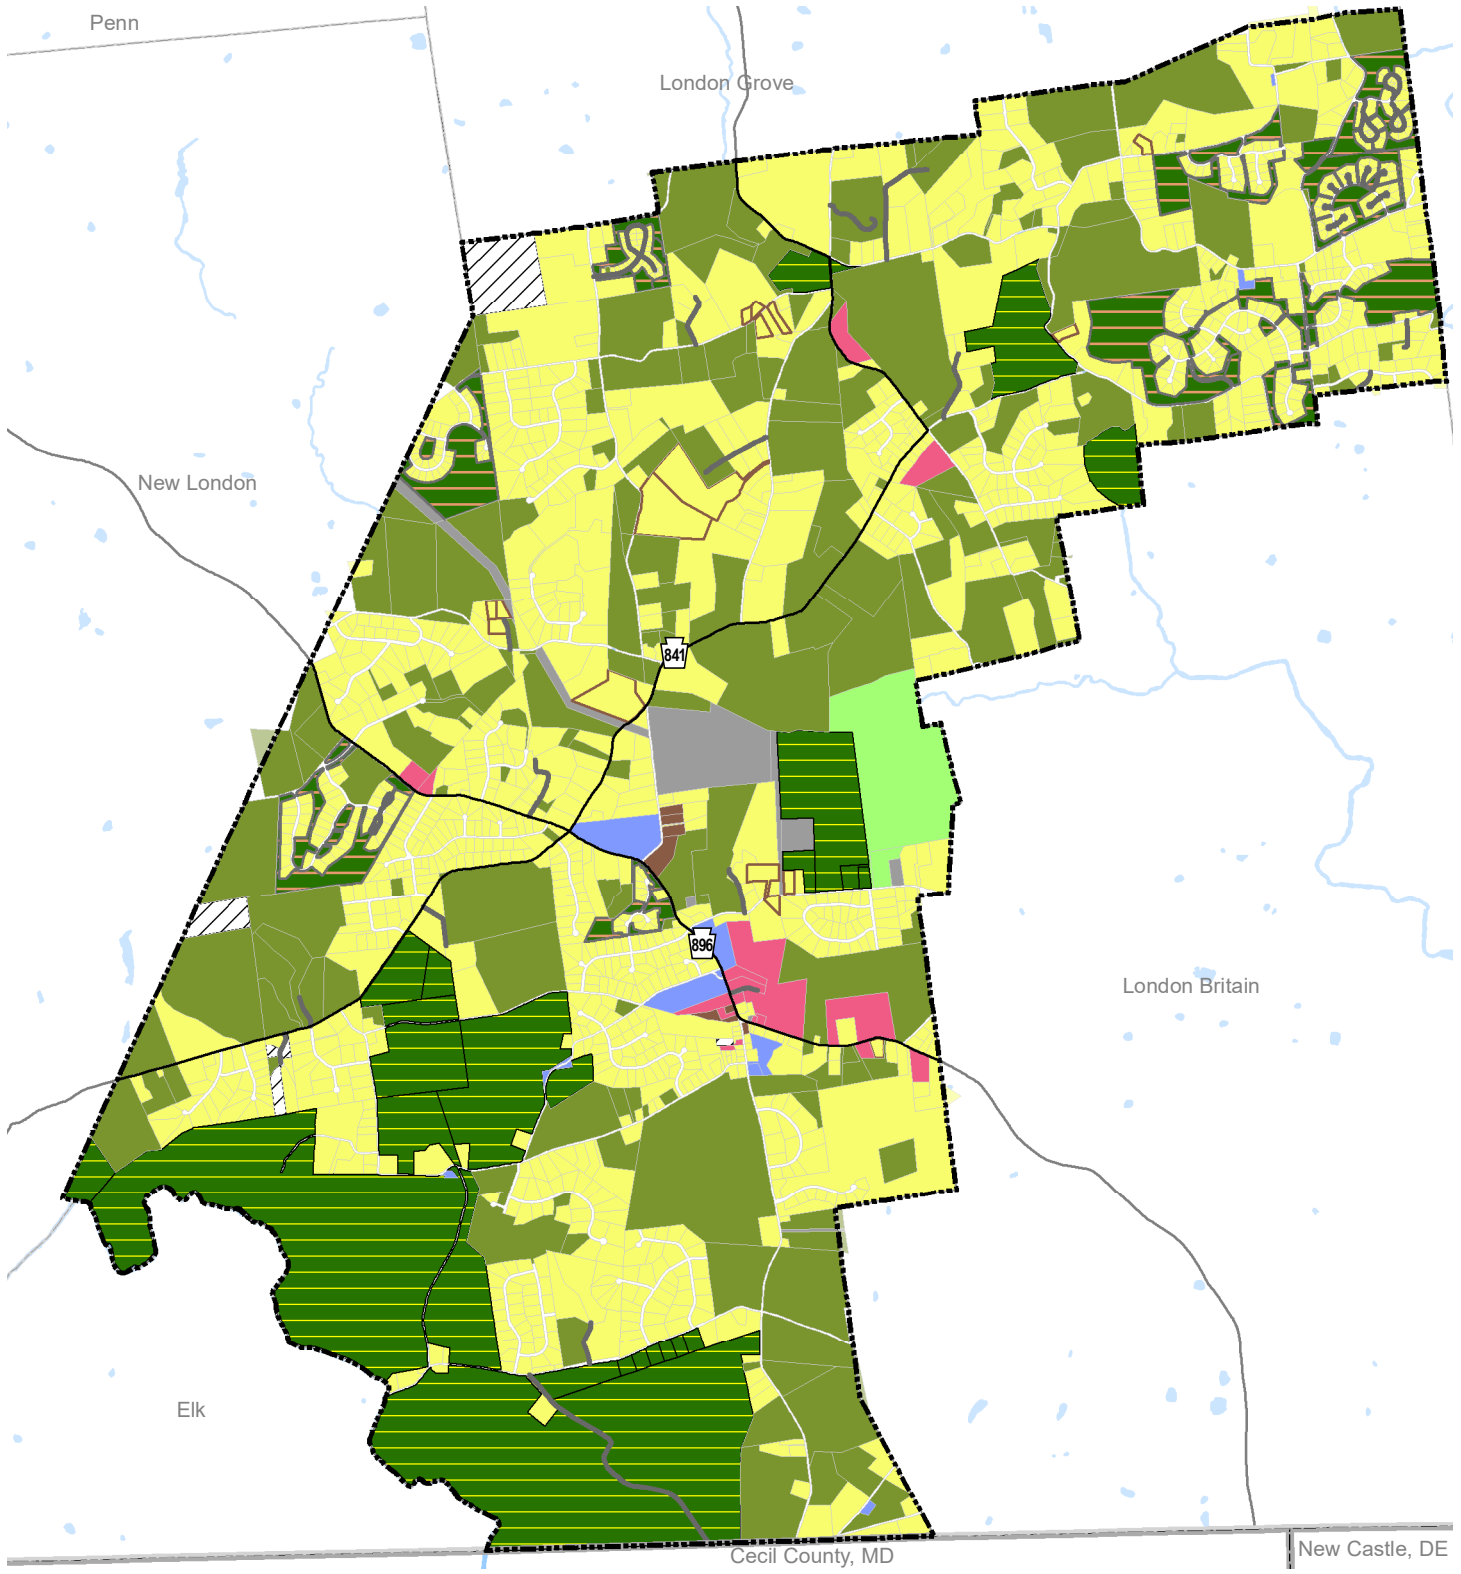 Penn
London Grove
New London
841
896
London Britain
Elk
Cecil County, MD
New Castle, DE